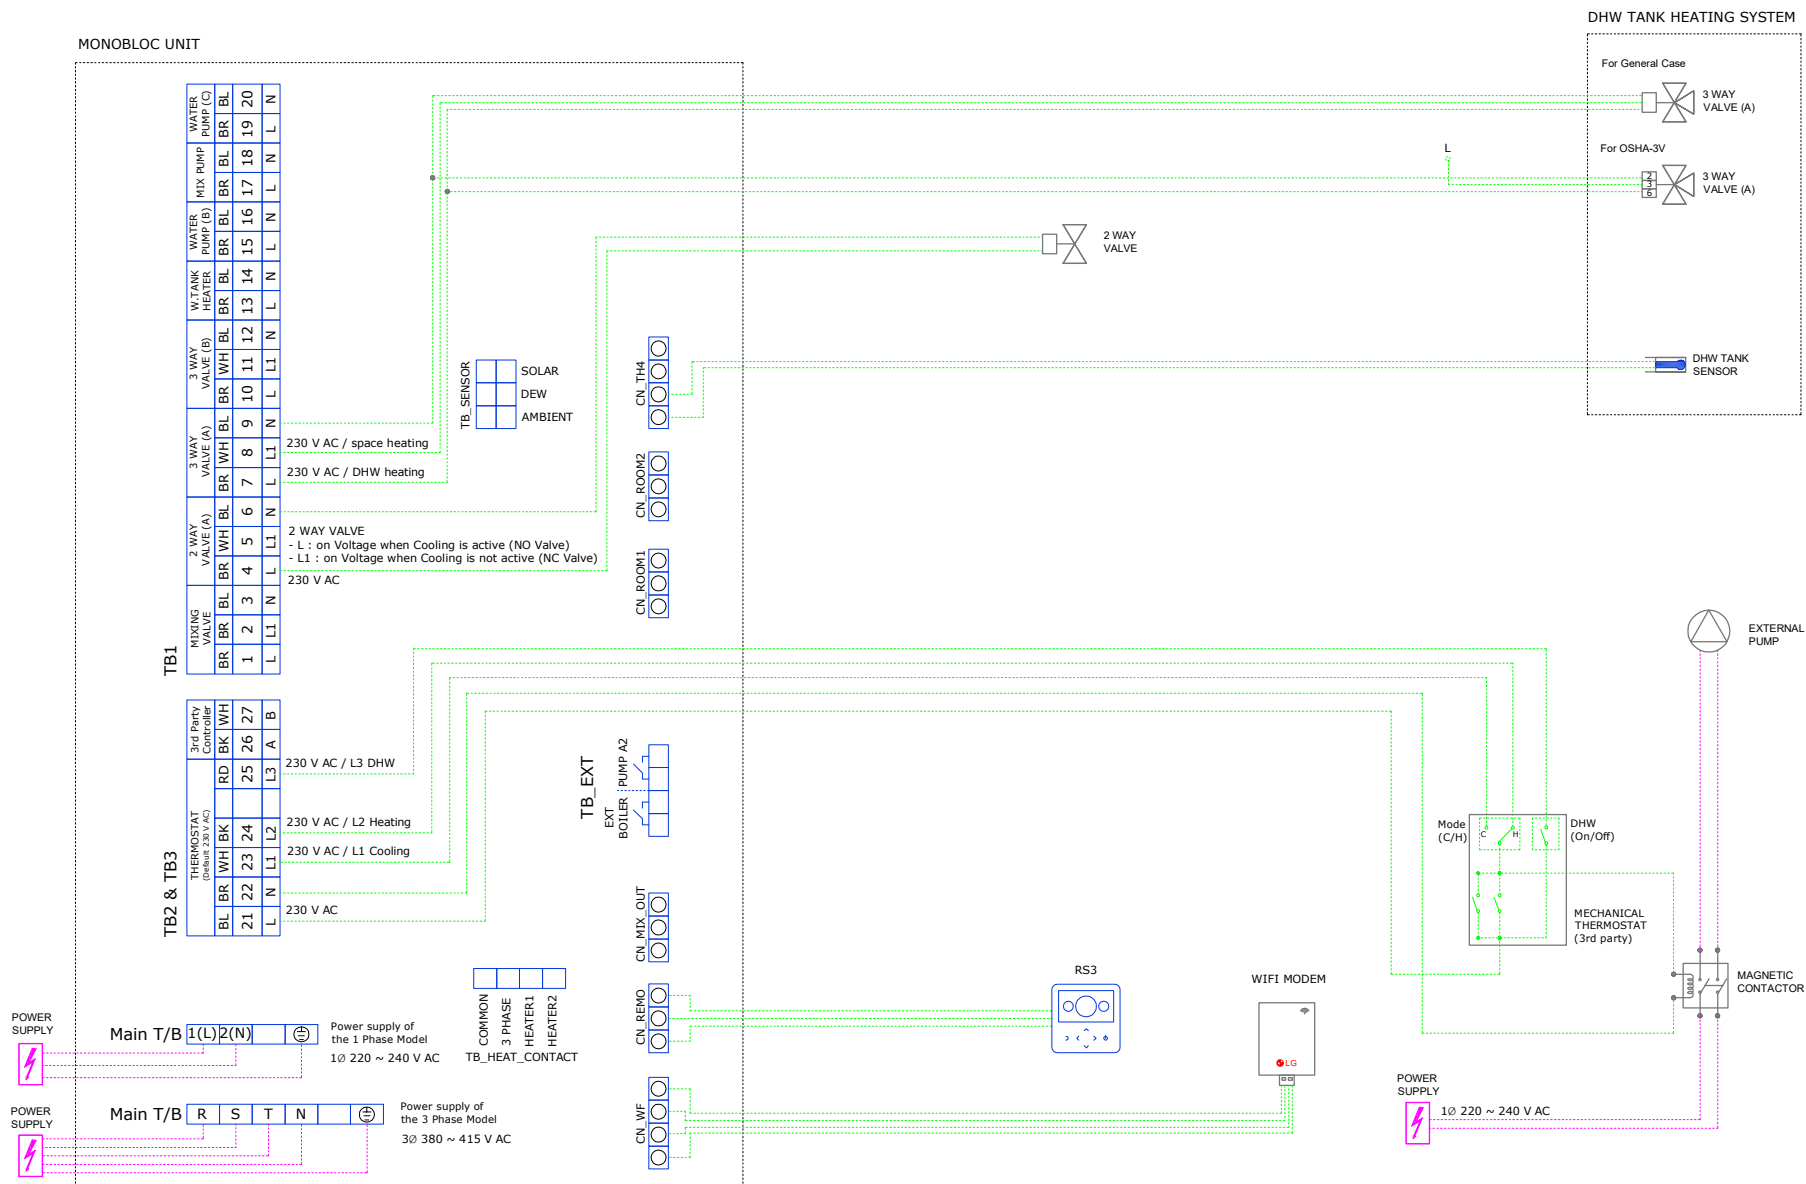 DHW TANK HEATING SYSTEM
MONOBLOC UNIT
For General Case
3 WAY
VALVE (A)
For OSHA-3V
L
2
3
6
3 WAY
VALVE (A)
2 WAY
VALVE
DHW TANK
SENSOR
TB1
WATER
PUMP (C)
BL 20 N
BR 19 L
MIX PUMP
BL 18 N
BR 17 L
WATER
PUMP (B)
BL 16 N
BR 15 L
W.TANK
HEATER
BL 14 N
BR 13 L
3 WAY
VALVE (B)
BL 12 N
WH 11 L1
BR 10 L
3 WAY
VALVE (A)
BL 9 N
WH 8 L1
BR 7 L
230 V AC / space heating
230 V AC / DHW heating
2 WAY
VALVE (A)
BL 6 N
WH 5 L1
BR 4 L
2 WAY VALVE
- L : on Voltage when Cooling is active (NO Valve)
- L1 : on Voltage when Cooling is not active (NC Valve)
230 V AC
MIXING
VALVE
BL 3 N
BR 2 L1
BR 1 L
TB_SENSOR
SOLAR
DEW
AMBIENT
CN_TH4
CN_ROOM2
CN_ROOM1
TB2 & TB3
3rd Party
Controller
WH 27 B
BK 26 A
THERMOSTAT
(Default 230 V AC)
RD 25 L3
BK 24 L2
WH 23 L1
BR 22 N
BL 21 L
230 V AC / L3 DHW
230 V AC / L2 Heating
230 V AC / L1 Cooling
230 V AC
TB_EXT
PUMP A2
EXT
BOILER
CN_MIX_OUT
CN_REMO
CN_WF
COMMON
3 PHASE
HEATER1
HEATER2
TB_HEAT_CONTACT
EXTERNAL
PUMP
Mode
(C/H)
C
H
DHW
(On/Off)
MECHANICAL
THERMOSTAT
(3rd party)
MAGNETIC
CONTACTOR
RS3
WIFI MODEM
LG
POWER
SUPPLY
1Ø 220 ~ 240 V AC
POWER
SUPPLY
Main T/B 1(L) 2(N)
Power supply of
the 1 Phase Model
1Ø 220 ~ 240 V AC
POWER
SUPPLY
Main T/B R S T N
Power supply of
the 3 Phase Model
3Ø 380 ~ 415 V AC